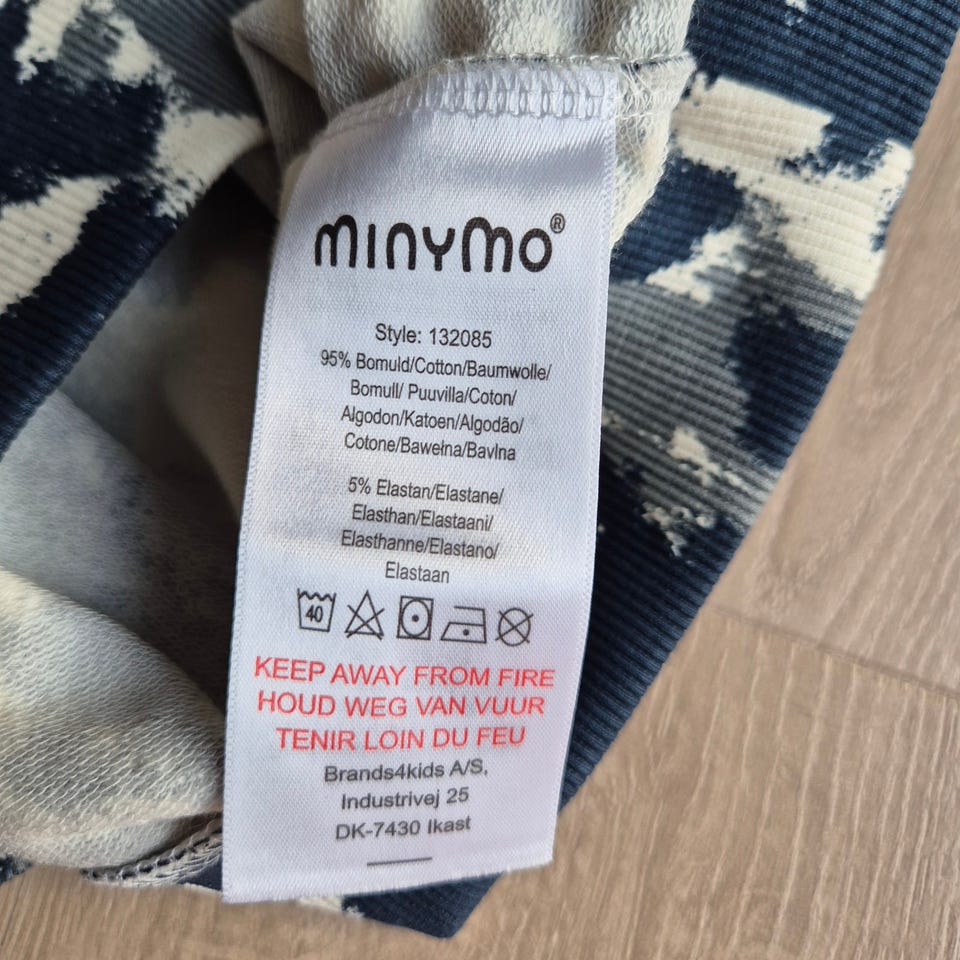 minymo®
Style: 132085
95% Bomuld/Cotton/Baumwolle/
Bomull/ Puuvilla/Coton/
Algodon/Katoen/Algodão/
Cotone/Bawełna/Bavlna
5% Elastan/Elastane/
Elasthan/Elastaani/
Elasthanne/Elastano/
Elastaan
40
KEEP AWAY FROM FIRE
HOUD WEG VAN VUUR
TENIR LOIN DU FEU
Brands4kids A/S,
Industrivej 25
DK-7430 Ikast